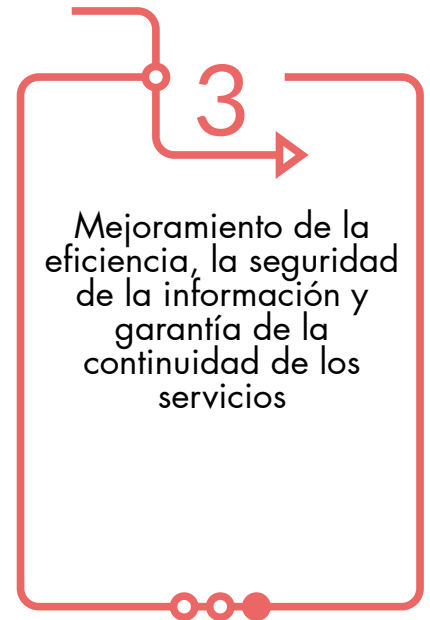 3
Mejoramiento de la
eficiencia, la seguridad
de la información y
garantía de la
continuidad de los
servicios